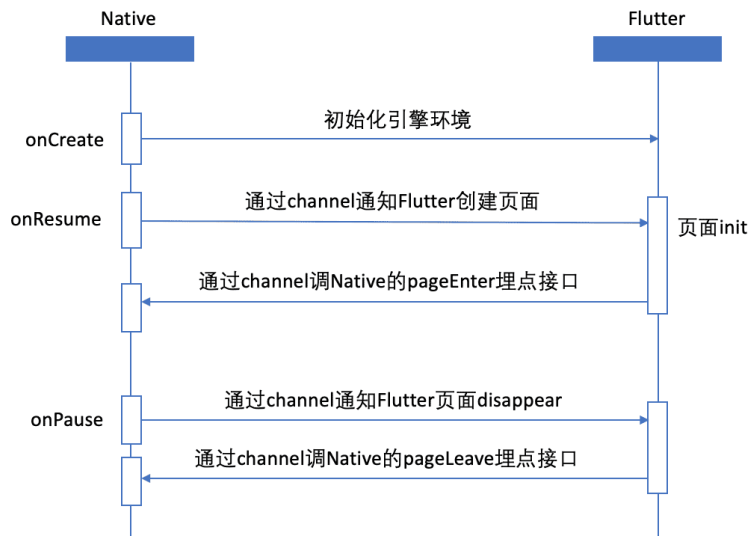 Native
Flutter
初始化引擎环境
onCreate
通过channel通知Flutter创建页面
onResume
页面init
通过channel调Native的pageEnter埋点接口
通过channel通知Flutter页面disappear
onPause
通过channel调Native的pageLeave埋点接口